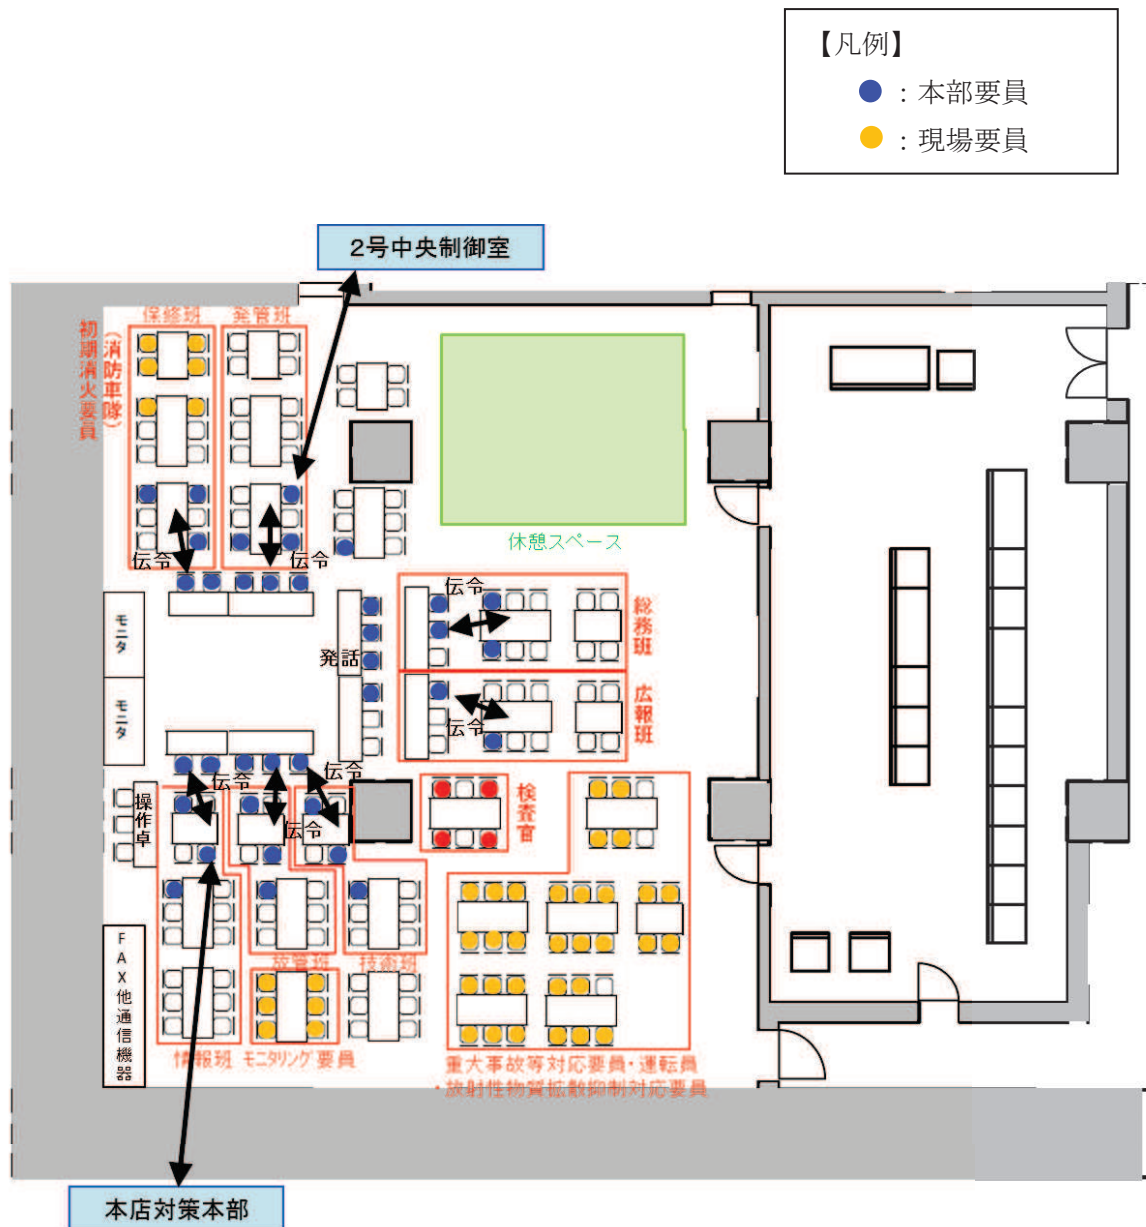 【凡例】
：本部要員
：現場要員
2号中央制御室
保修班
発管班
初期消火要員
（消防車隊）
伝令
伝令
休憩スペース
モニタ
モニタ
発話
伝令
総務班
伝令
広報班
伝令
伝令
伝令
操作卓
検査官
FAX他通信機器
放管班
技術班
情報班
モニタリング要員
重大事故等対応要員・運転員
・放射性物質拡散抑制対応要員
本店対策本部